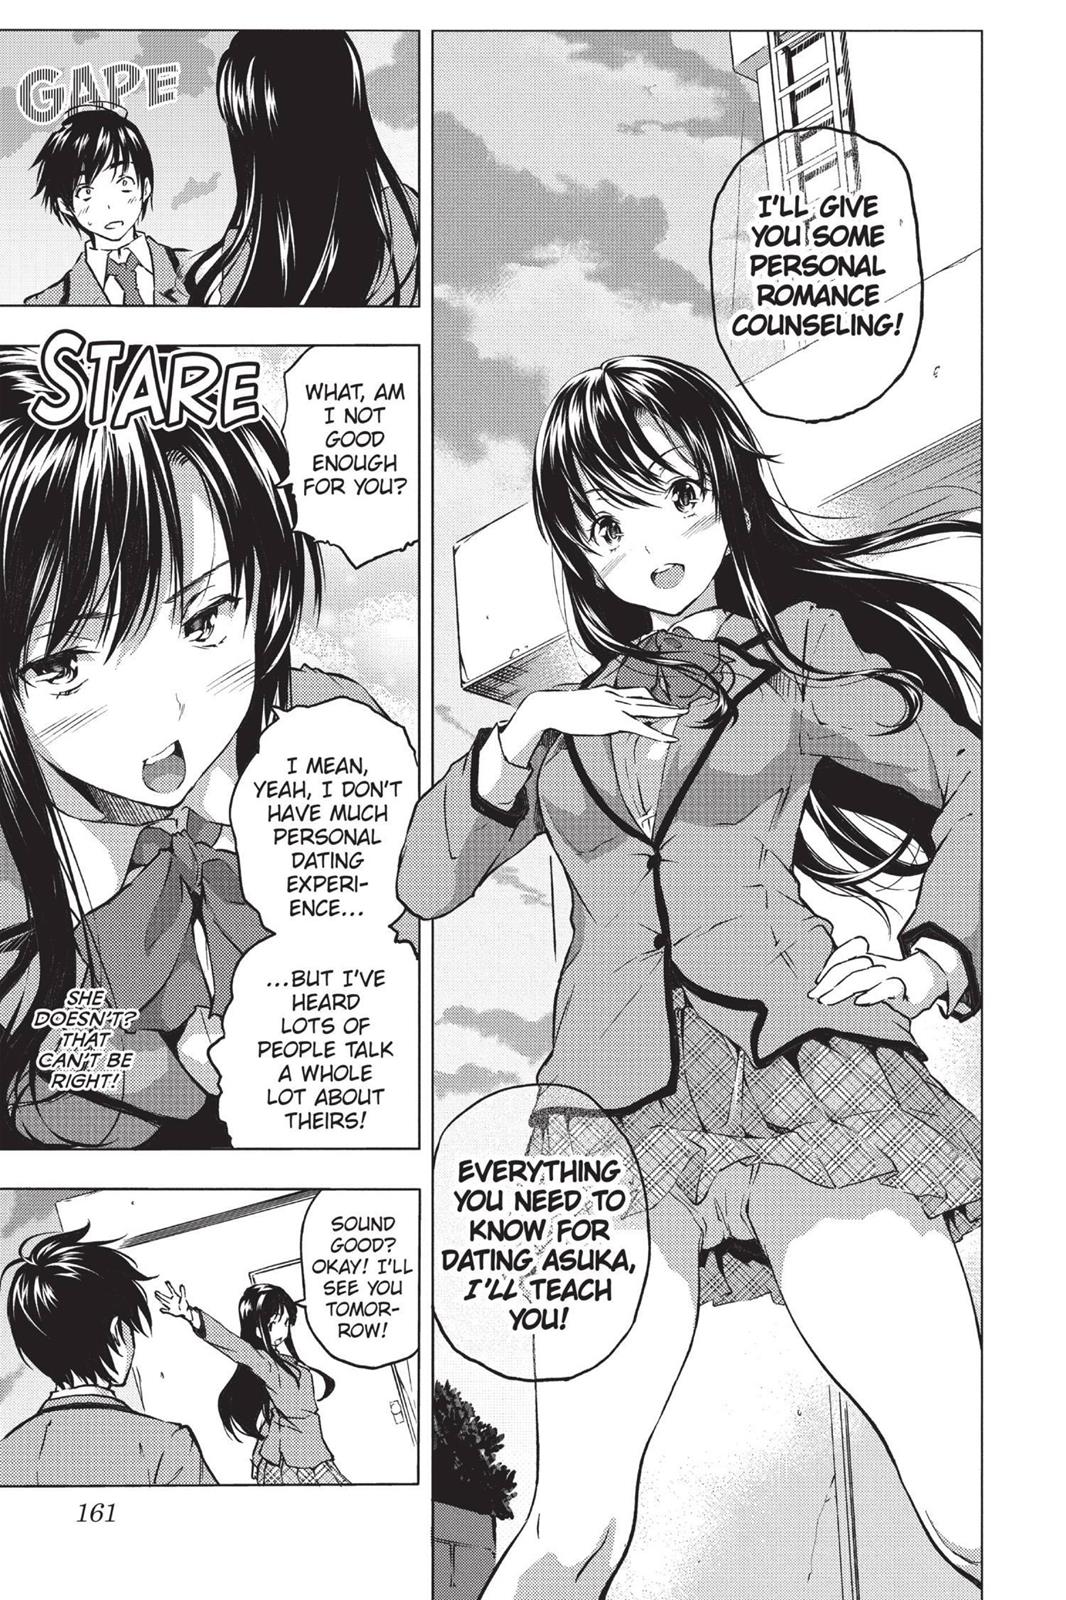 I'LL GIVE
YOU SOME
PERSONAL
ROMANCE
COUNSELING!
EVERYTHING
YOU NEED TO
KNOW FOR
DATING ASUKA,
I'LL TEACH
YOU!
GAPE
STARE
WHAT, AM
I NOT
GOOD
ENOUGH
FOR YOU?
I MEAN,
YEAH, I DON'T
HAVE MUCH
PERSONAL
DATING
EXPERI-
ENCE...
...BUT I'VE
HEARD
LOTS OF
PEOPLE TALK
A WHOLE
LOT ABOUT
THEIRS!
SHE
DOESN'T?
THAT
CAN'T BE
RIGHT!
SOUND
GOOD?
OKAY! I'LL
SEE YOU
TOMOR-
ROW!
161